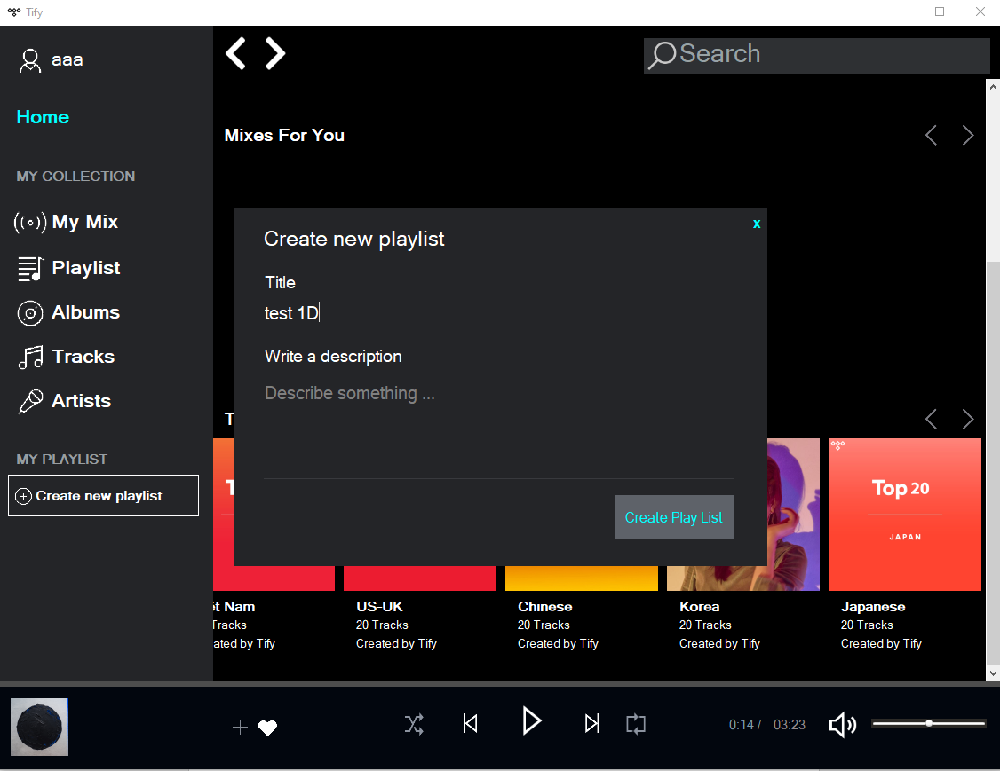 Tify
aaa
Search
Home
Mixes For You
MY COLLECTION
My Mix
Playlist
Albums
Tracks
Artists
MY PLAYLIST
Create new playlist
Create new playlist
x
Title
test 1D
Write a description
Describe something ...
Create Play List
T
T
Top 20
JAPAN
ệt Nam
US-UK
Chinese
Korea
Japanese
Tracks
20 Tracks
20 Tracks
20 Tracks
20 Tracks
ated by Tify
Created by Tify
Created by Tify
Created by Tify
Created by Tify
0:14 / 03:23